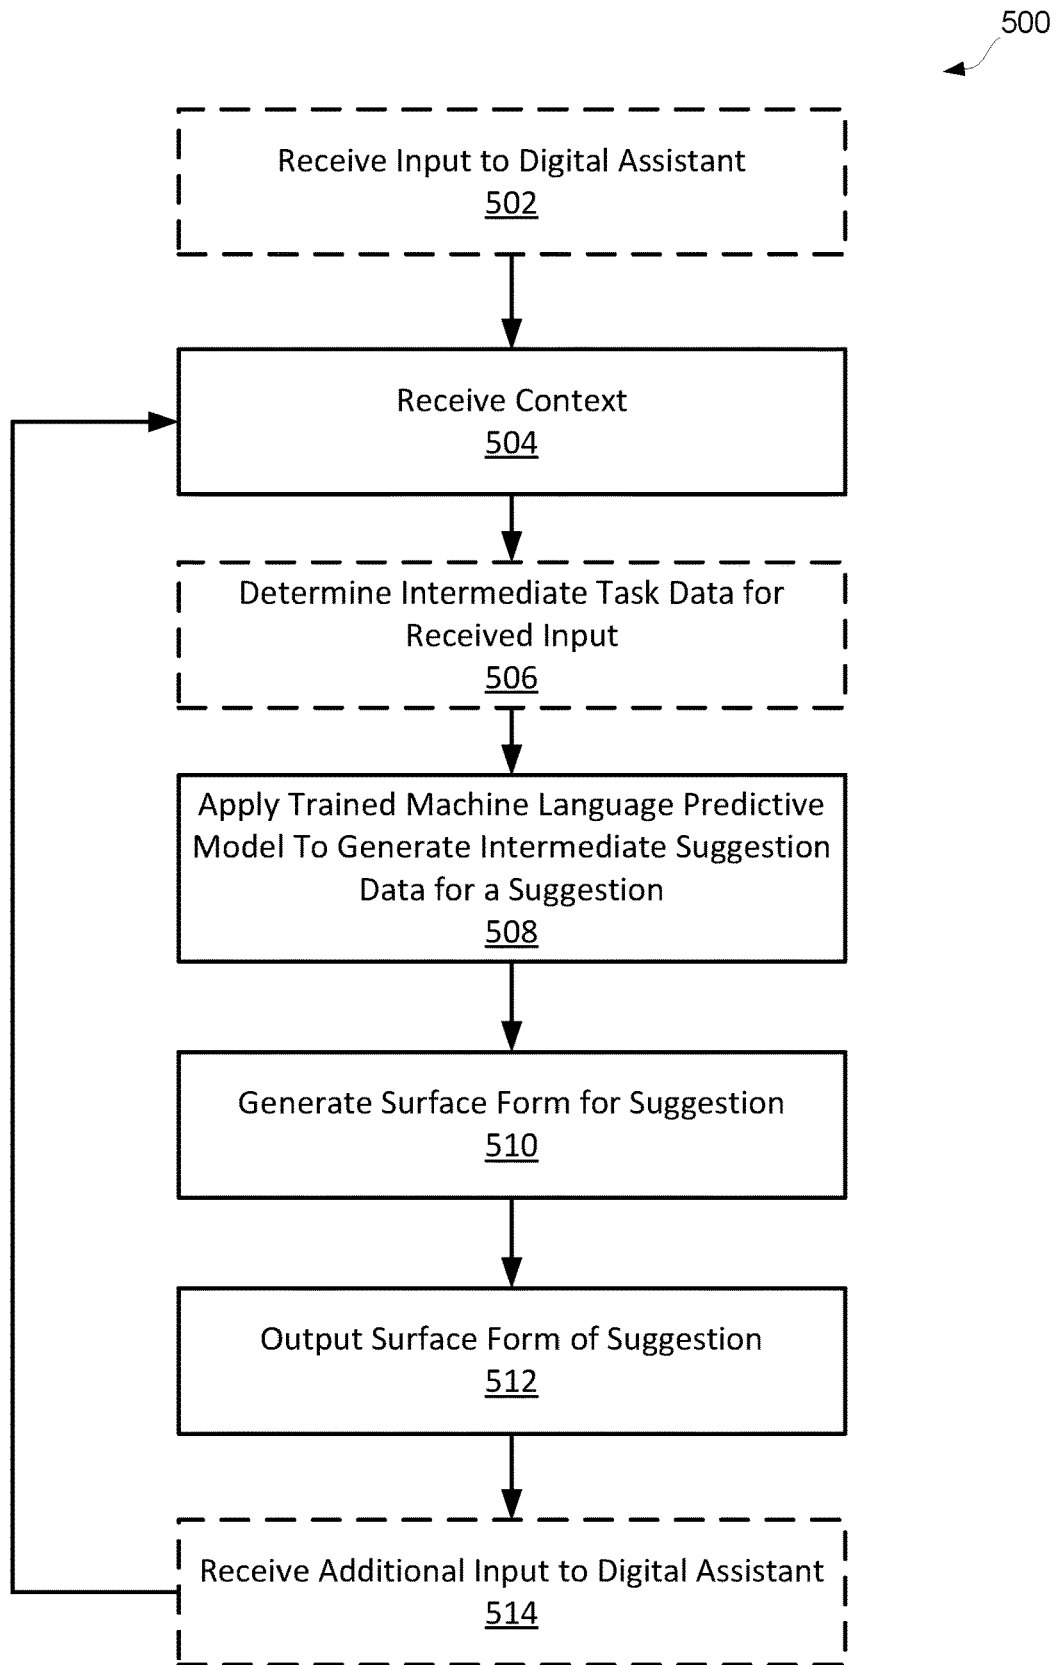 500
Receive Input to Digital Assistant
502
Receive Context
504
Determine Intermediate Task Data for
Received Input
506
Apply Trained Machine Language Predictive
Model To Generate Intermediate Suggestion
Data for a Suggestion
508
Generate Surface Form for Suggestion
510
Output Surface Form of Suggestion
512
Receive Additional Input to Digital Assistant
514